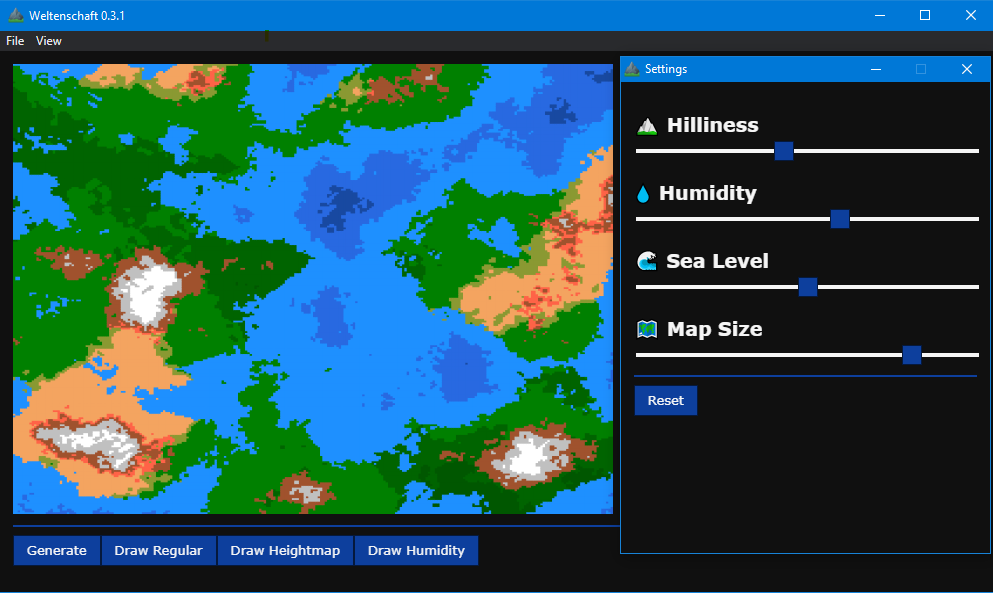 Weltenschaft 0.3.1
File View
Settings
Hilliness
Humidity
Sea Level
Map Size
Reset
Generate Draw Regular Draw Heightmap Draw Humidity